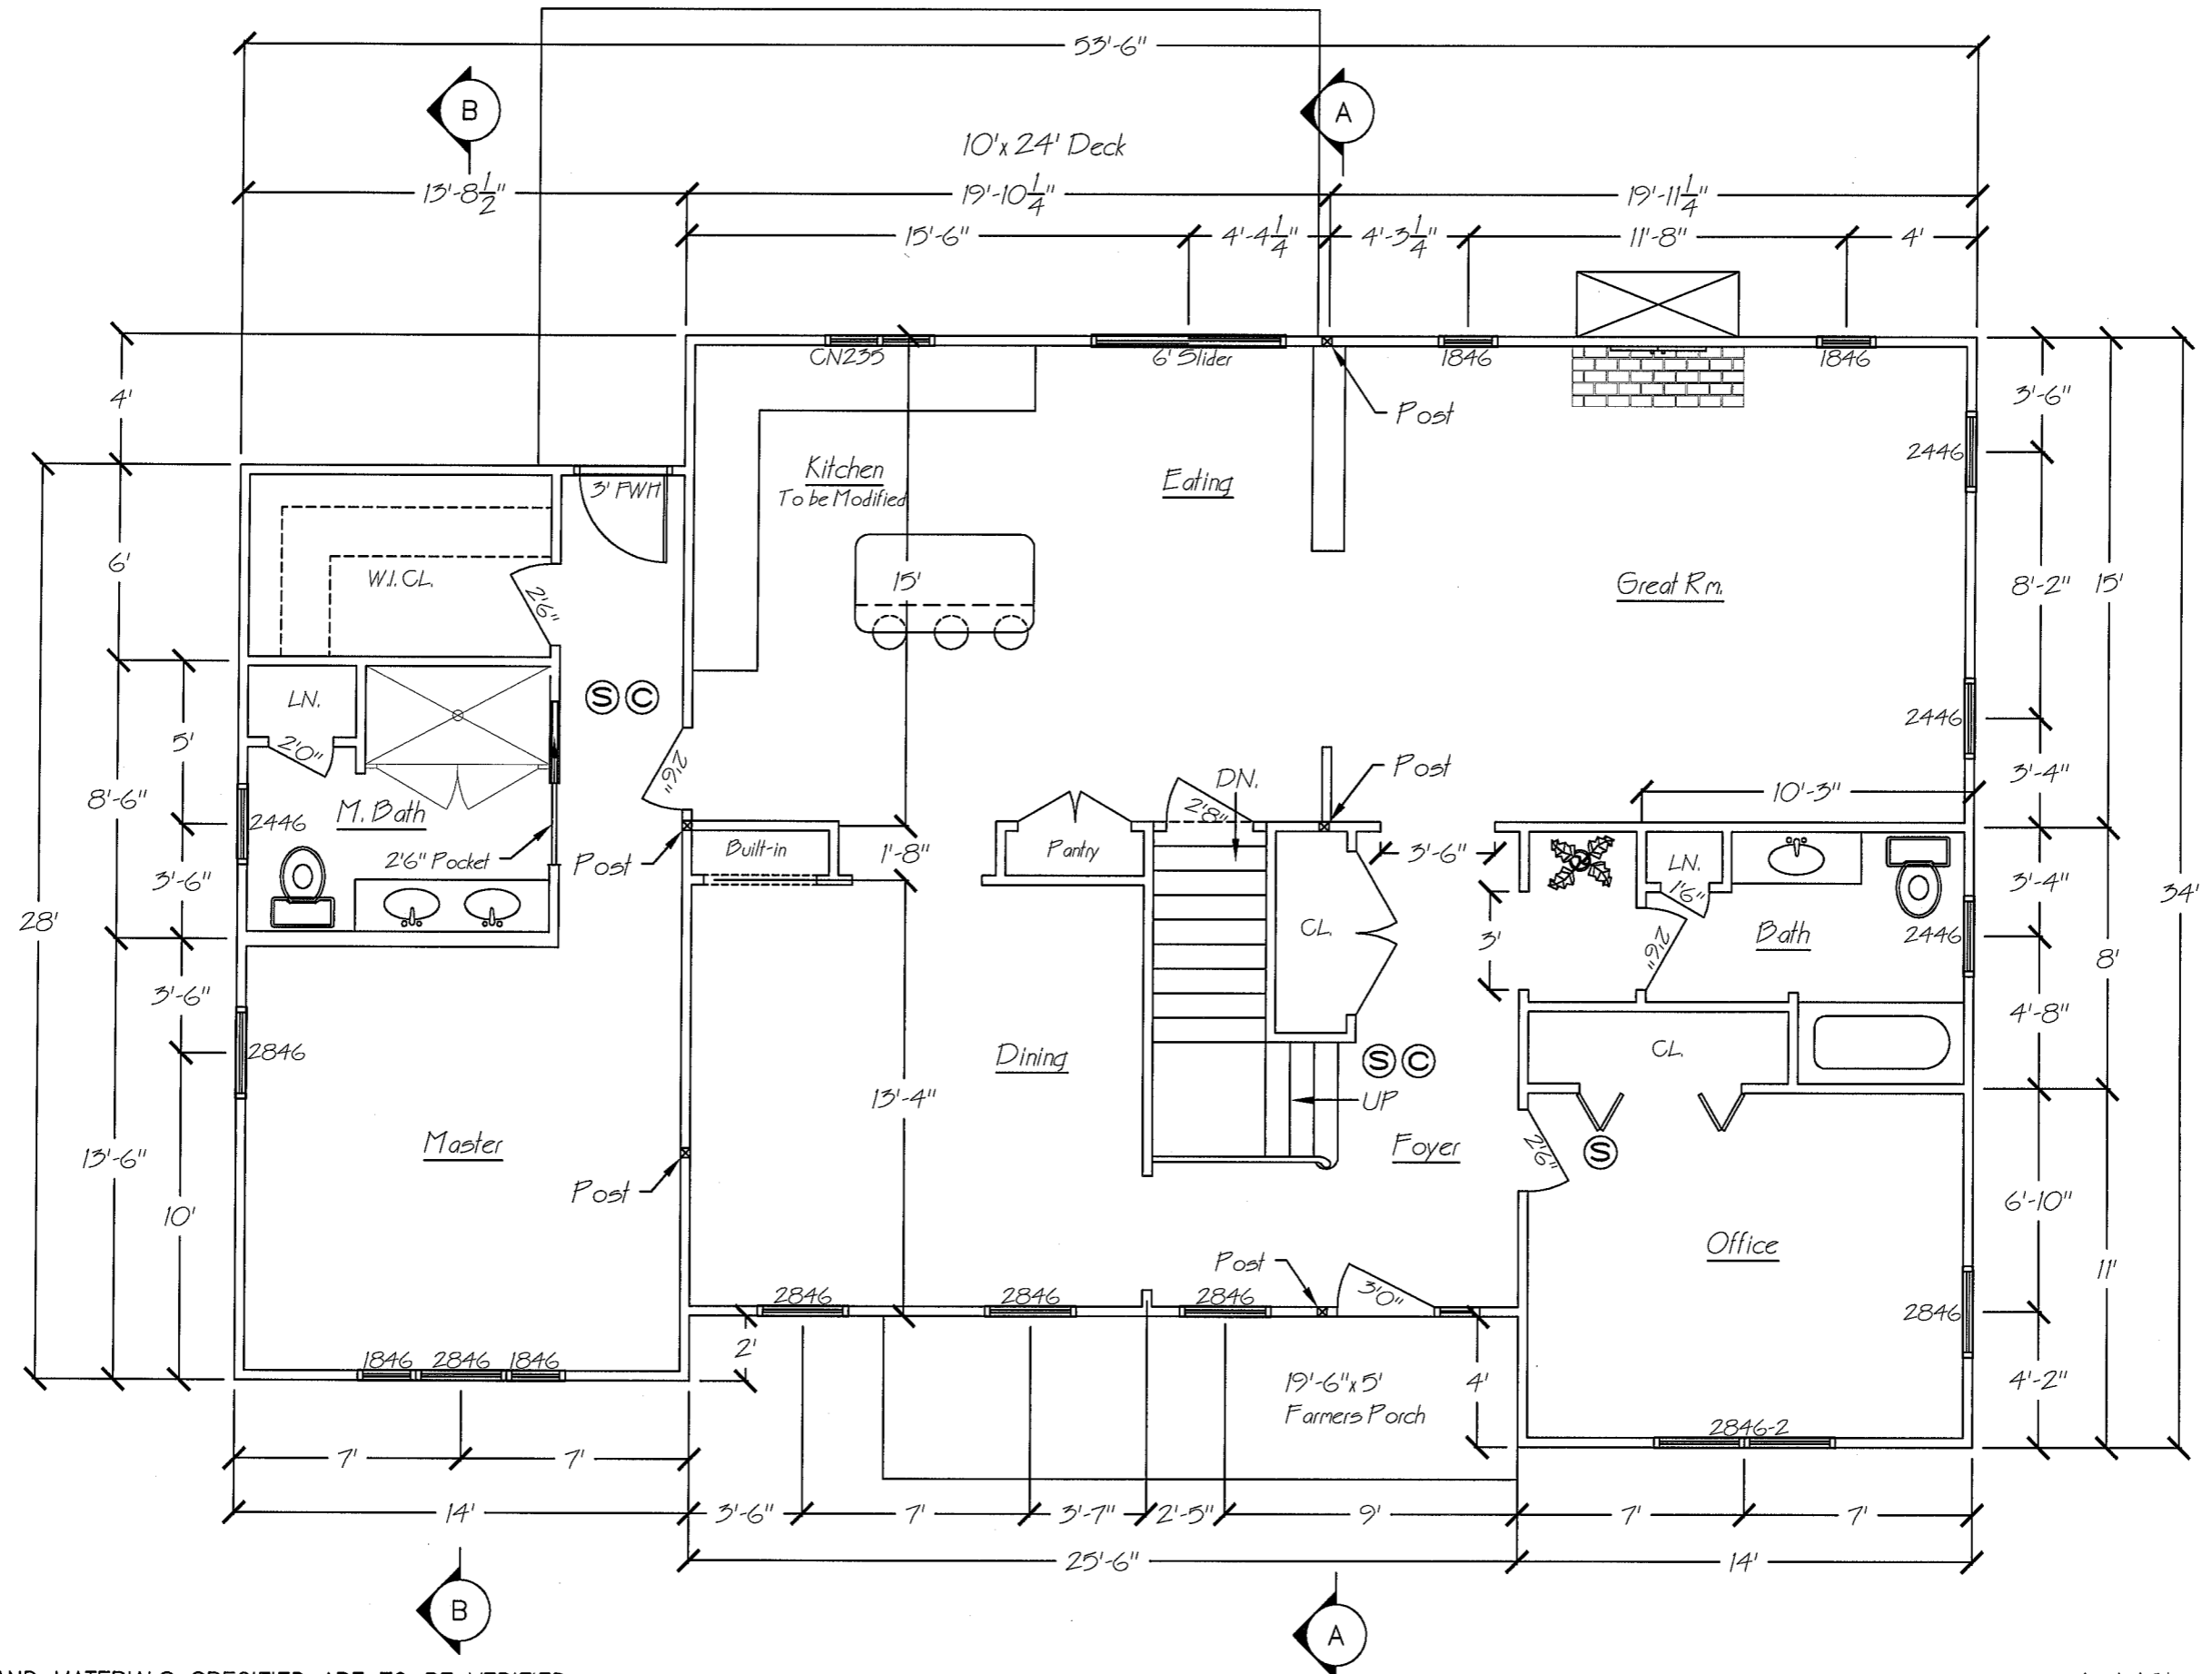 53'-6"
B
A
10'x 24' Deck
13'-8 1/2"
19'-10 1/4"
19'-11 1/4"
15'-6"
4'-4 1/4"
4'-3 1/4"
11'-8"
4'
CN235
6' Slider
1846
1846
4'
3'-6"
Post
2446
Kitchen
To be Modified
Eating
3' FWH
6'
W.I. CL.
2'6"
15'
Great Rm.
8'-2"
15'
S C
LN.
2'0"
5'
2'6"
2446
3'-4"
Post
DN.
2'8"
10'-3"
8'-6"
M. Bath
2446
2'6" Pocket
Post
Built-in
1'-8"
Pantry
3'-6"
LN.
1'6"
3'-6"
3'-4"
28'
34'
CL.
3'
2'6"
Bath
2446
8'
3'-6"
2846
4'-8"
Dining
S C
CL.
13'-4"
UP
Master
Foyer
2'6"
S
13'-6"
Post
6'-10"
10'
Office
Post
3'0"
11'
2846
2846
2846
2846
2'
1846 2846 1846
19'-6"x 5'
Farmers Porch
4'
4'-2"
2846-2
7'
7'
14'
3'-6"
7'
3'-7"
2'-5"
9'
7'
7'
25'-6"
14'
B
A